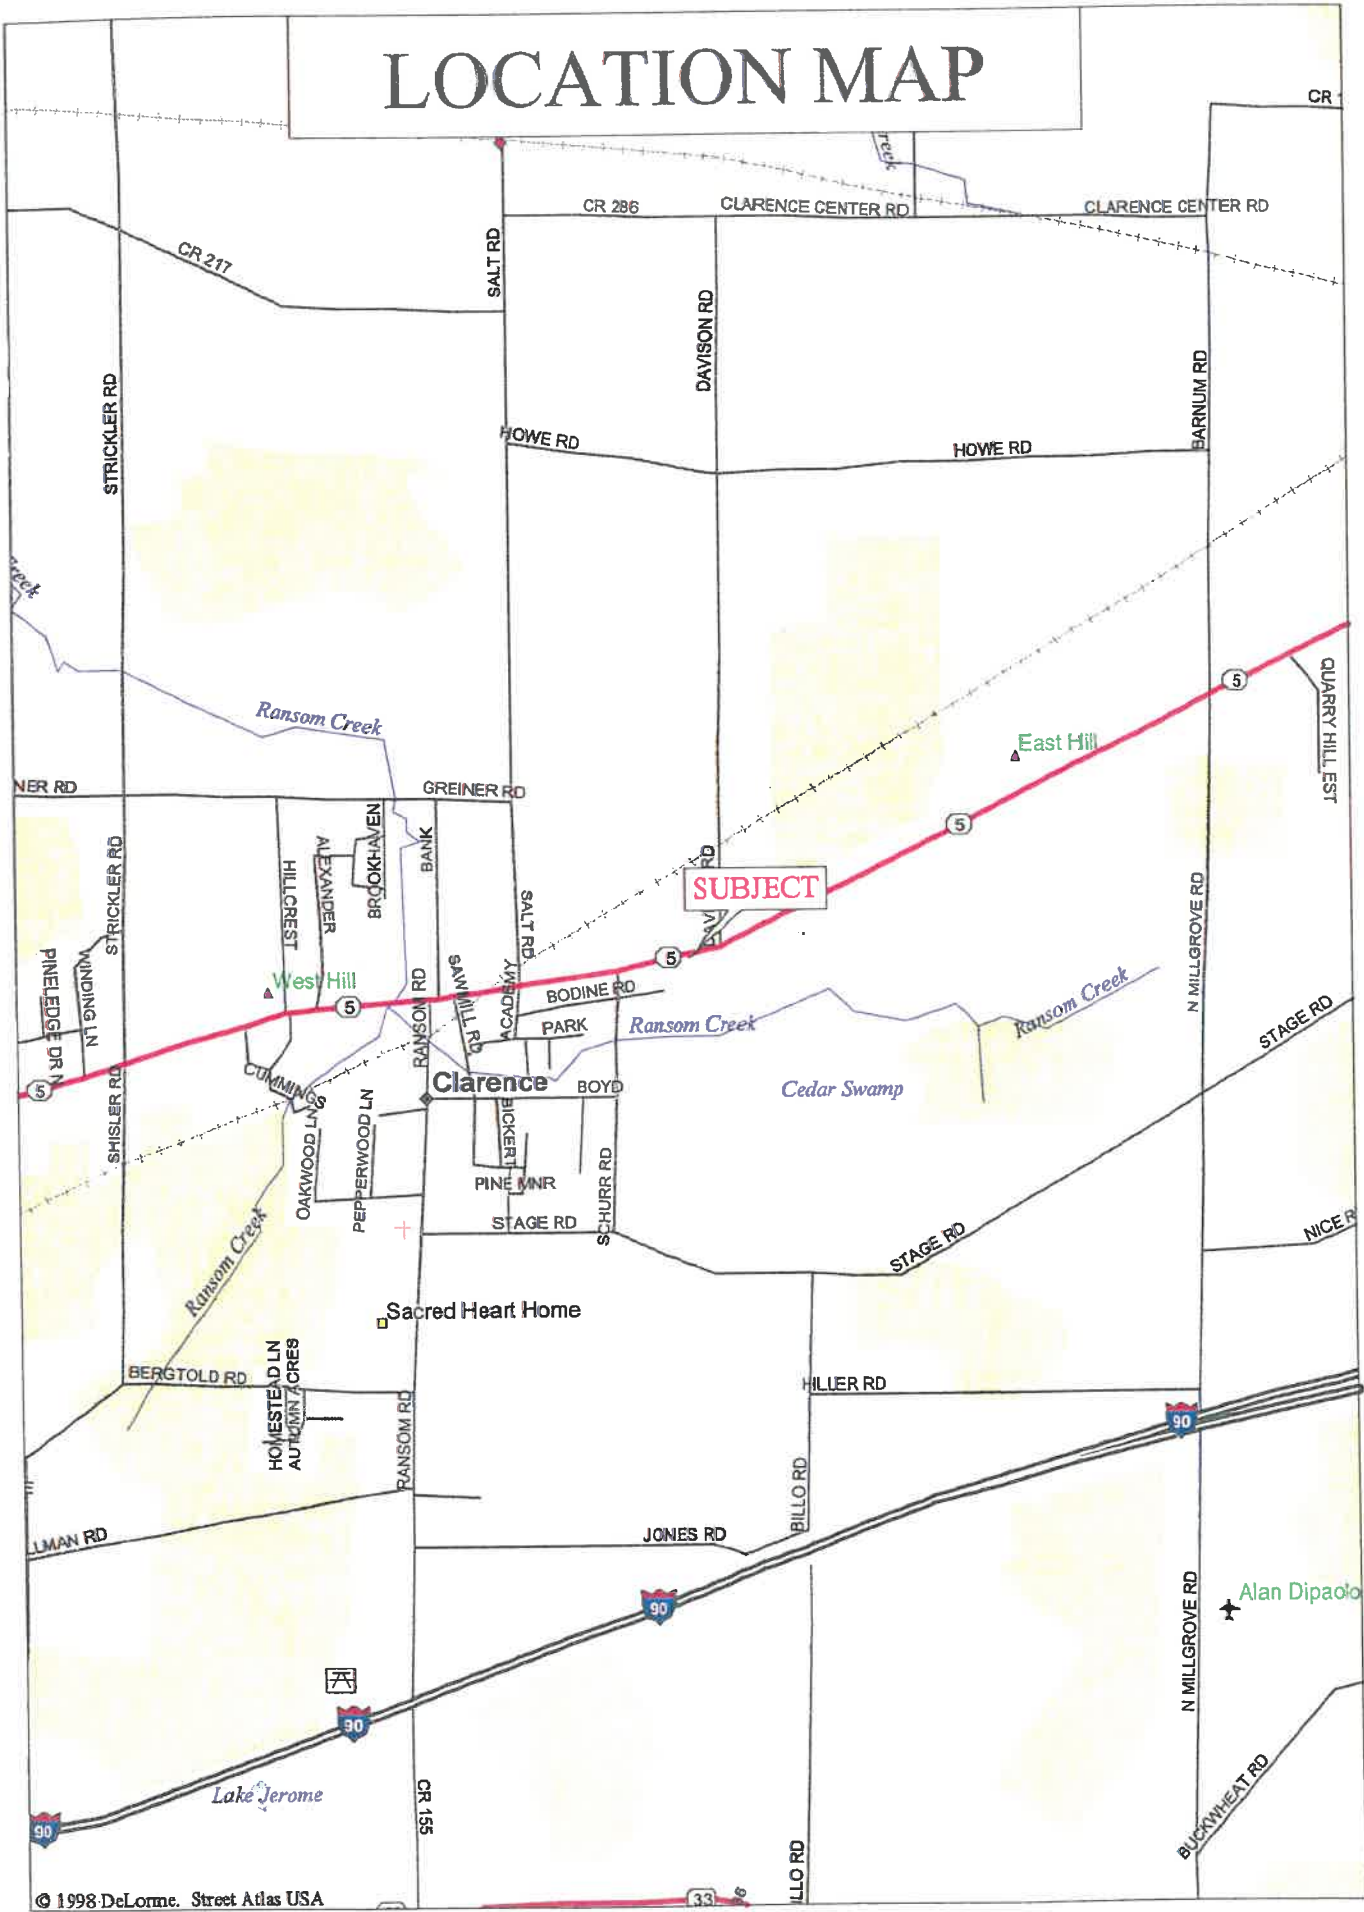 LOCATION MAP
CR
reek
CR 286
CLARENCE CENTER RD
CLARENCE CENTER RD
CR 217
SALT RD
DAVISON RD
STRICKLER RD
BARNUM RD
HOWE RD
HOWE RD
reek
Ransom Creek
5
QUARRY HILL EST
East Hill
NER RD
GREINER RD
5
STRICKLER RD
HILLCREST
ALEXANDER
BROOKHAVEN
BANK
RD
SUBJECT
DAV
SALT RD
N MILLGROVE RD
PINELEDGE DR N
WINDING LN
West Hill
5
RANSOM RD
SAWMILL RD
ACADEMY
5
BODINE RD
PARK
Ransom Creek
Ransom Creek
STAGE RD
5
SHISLER RD
CUMMINGS
Clarence
BOYD
Cedar Swamp
OAKWOOD LN
PEPPERWOOD LN
BICKERT
PINE MNR
SCHURR RD
STAGE RD
STAGE RD
NICE R
Ransom Creek
Sacred Heart Home
BERGTOLD RD
HOMESTEAD LN
AUTUMN ACRES
RANSOM RD
HILLER RD
90
BILLO RD
LLMAN RD
JONES RD
90
N MILLGROVE RD
Alan Dipaolo
90
Lake Jerome
CR 155
90
BUCKWHEAT RD
LLO RD
© 1998 DeLorme. Street Atlas USA
33